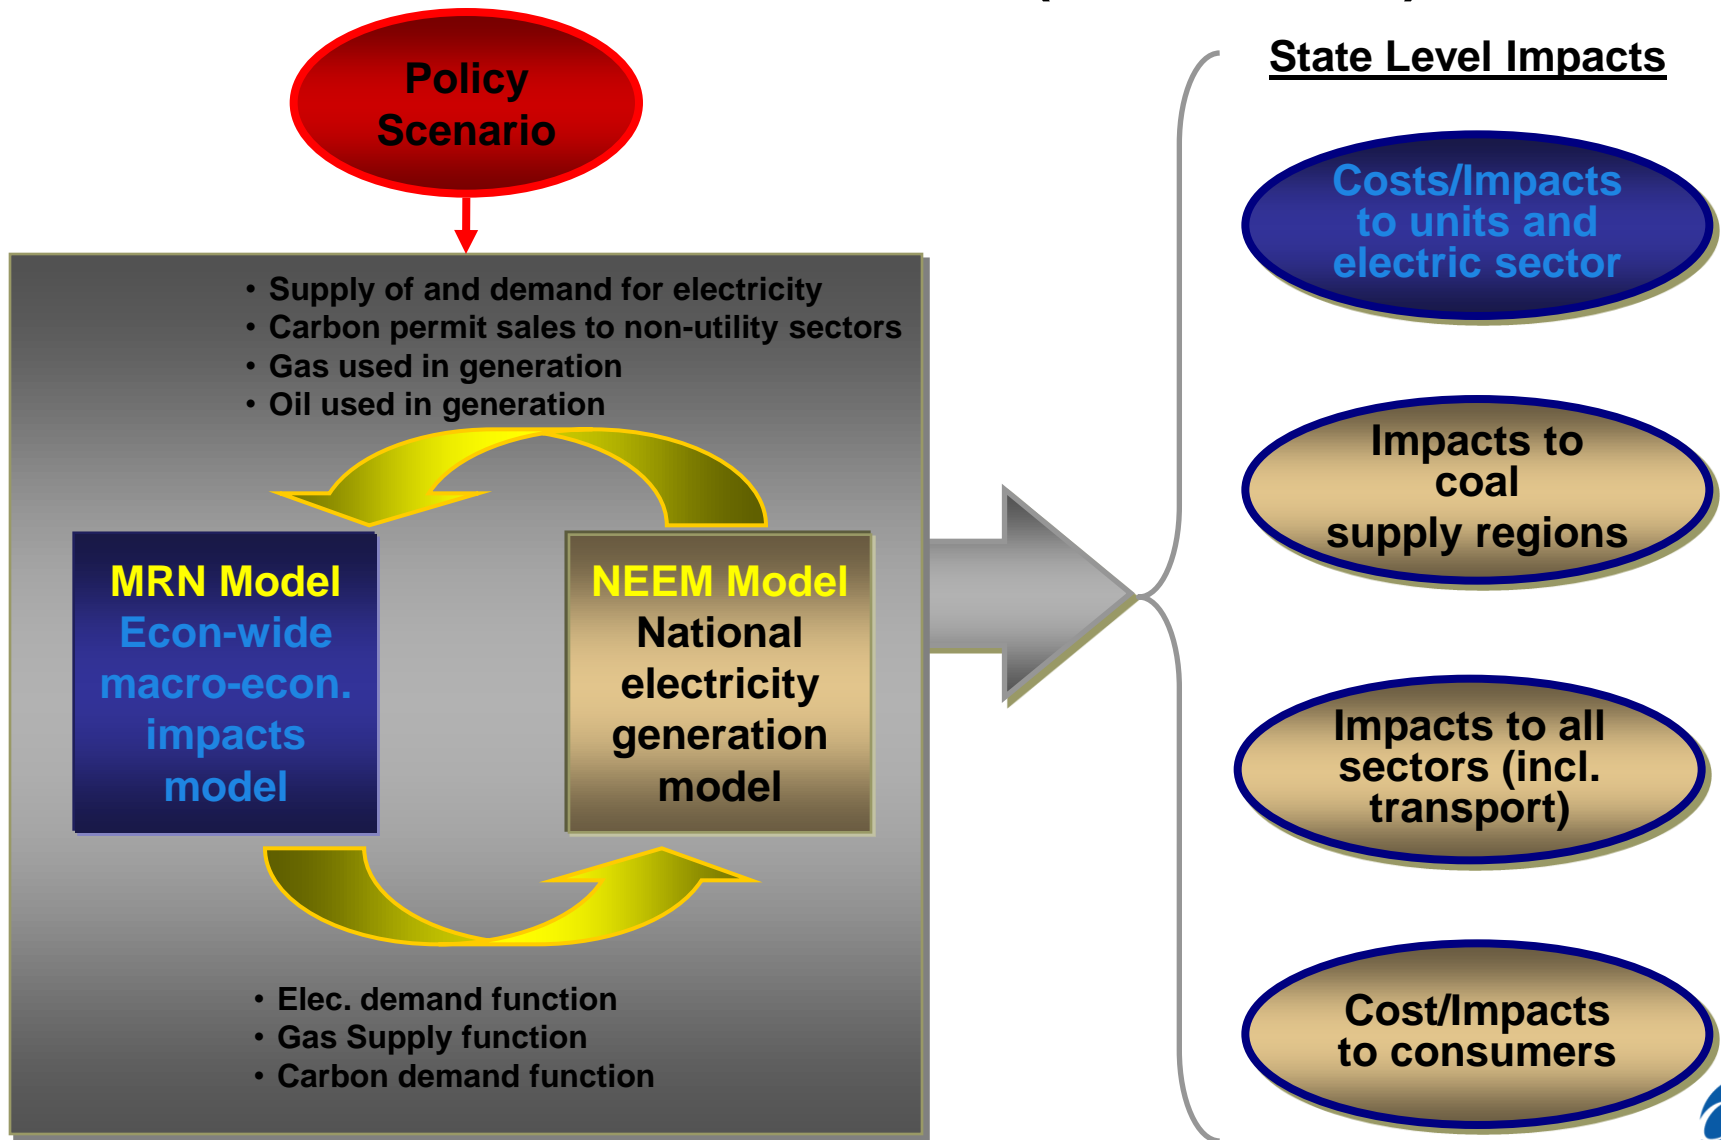 Policy
Scenario
• Supply of and demand for electricity
• Carbon permit sales to non-utility sectors
• Gas used in generation
• Oil used in generation
MRN Model
Econ-wide
macro-econ.
impacts
model
NEEM Model
National
electricity
generation
model
• Elec. demand function
• Gas Supply function
• Carbon demand function
State Level Impacts
Costs/Impacts
to units and
electric sector
Impacts to
coal
supply regions
Impacts to all
sectors (incl.
transport)
Cost/Impacts
to consumers